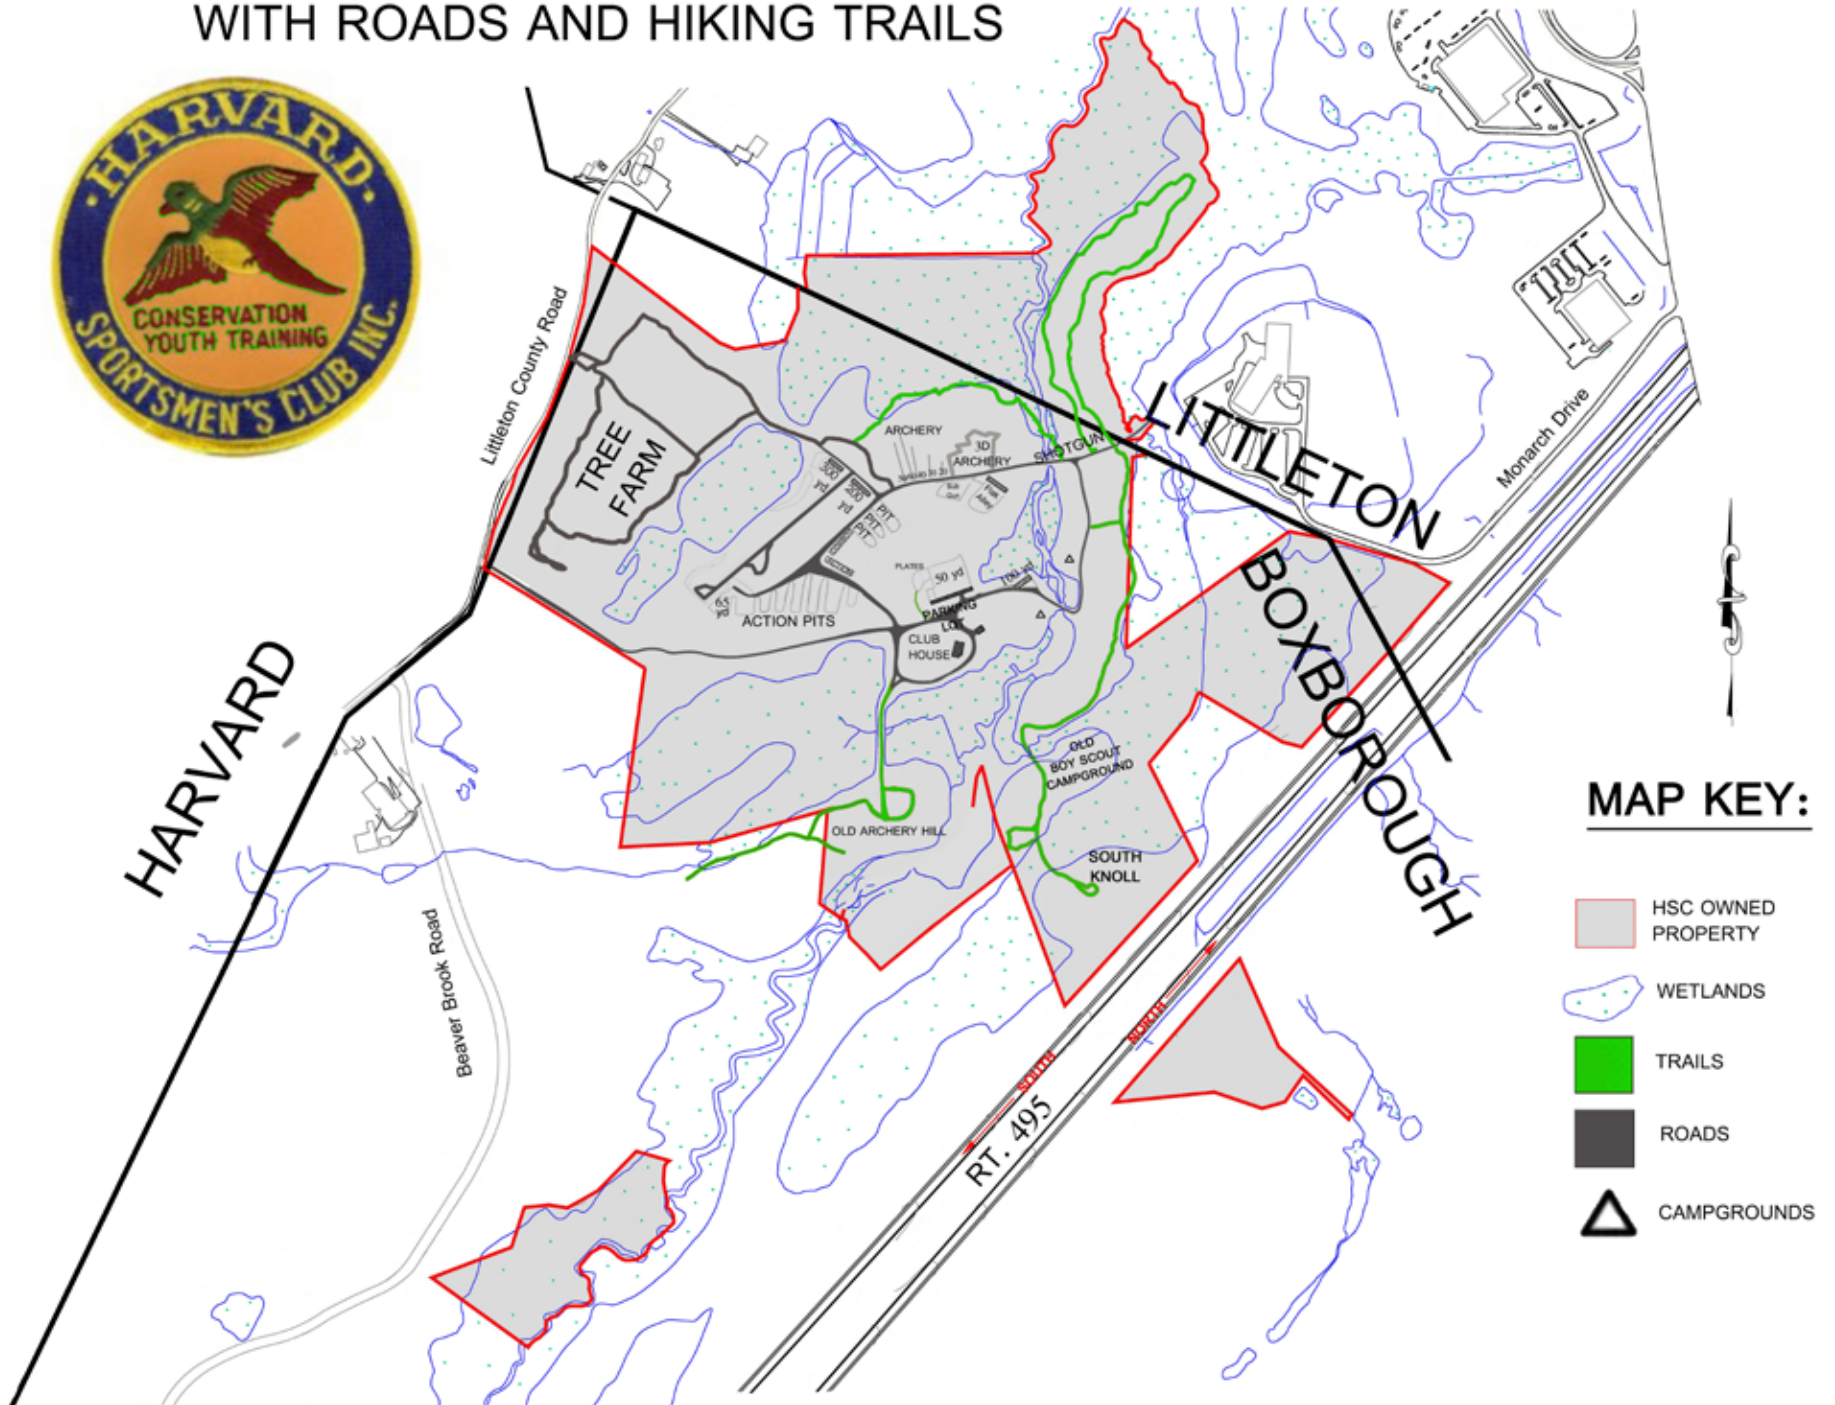 WITH ROADS AND HIKING TRAILS
HARVARD
SPORTSMEN'S CLUB INC.
CONSERVATION
YOUTH TRAINING
Littleton County Road
TREE
FARM
ARCHERY
3D
ARCHERY
SHOTGUN
LITTLETON
Monarch Drive
300
yd
200
yd
PIT
PIT
PIT
PLATES
50 yd
100 yd
65
yd
ACTION PITS
PARKING
LOT
CLUB
HOUSE
BOXBOROUGH
HARVARD
OLD
BOY SCOUT
CAMPGROUND
OLD ARCHERY HILL
SOUTH
KNOLL
Beaver Brook Road
NORTH
SOUTH
RT. 495
MAP KEY:
HSC OWNED
PROPERTY
WETLANDS
TRAILS
ROADS
CAMPGROUNDS